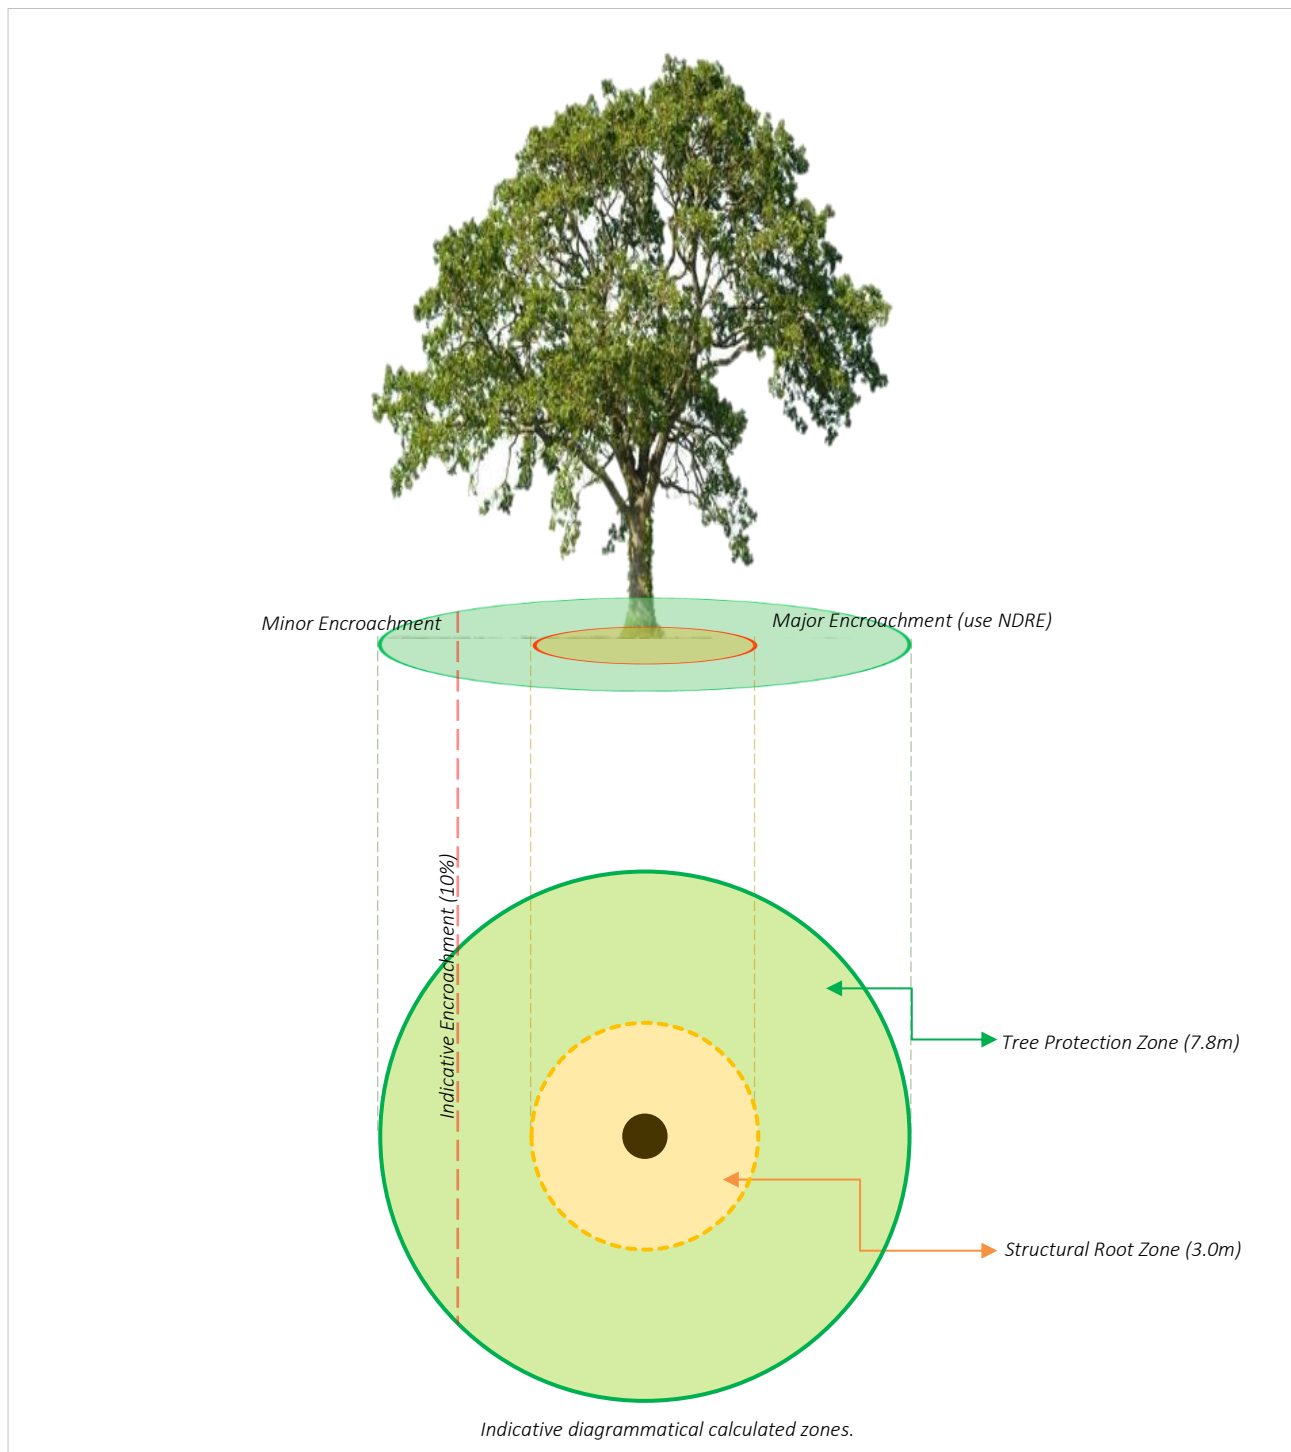 Minor Encroachment
Major Encroachment (use NDRE)
Indicative Encroachment (10%)
Tree Protection Zone (7.8m)
Structural Root Zone (3.0m)
Indicative diagrammatical calculated zones.